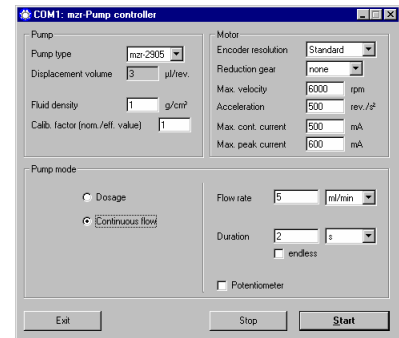 COM1: mzr-Pump controller
Pump
Pump type mzr-2905
Displacement volume 3 µl/rev.
Fluid density 1 g/cm³
Calib. factor (nom./eff. value) 1
Motor
Encoder resolution Standard
Reduction gear none
Max. velocity 6000 rpm
Acceleration 500 rev./s²
Max. cont. current 500 mA
Max. peak current 600 mA
Pump mode
Dosage
Continuous flow
Flow rate 5 ml/min
Duration 2 s
endless
Potentiometer
Exit Stop Start